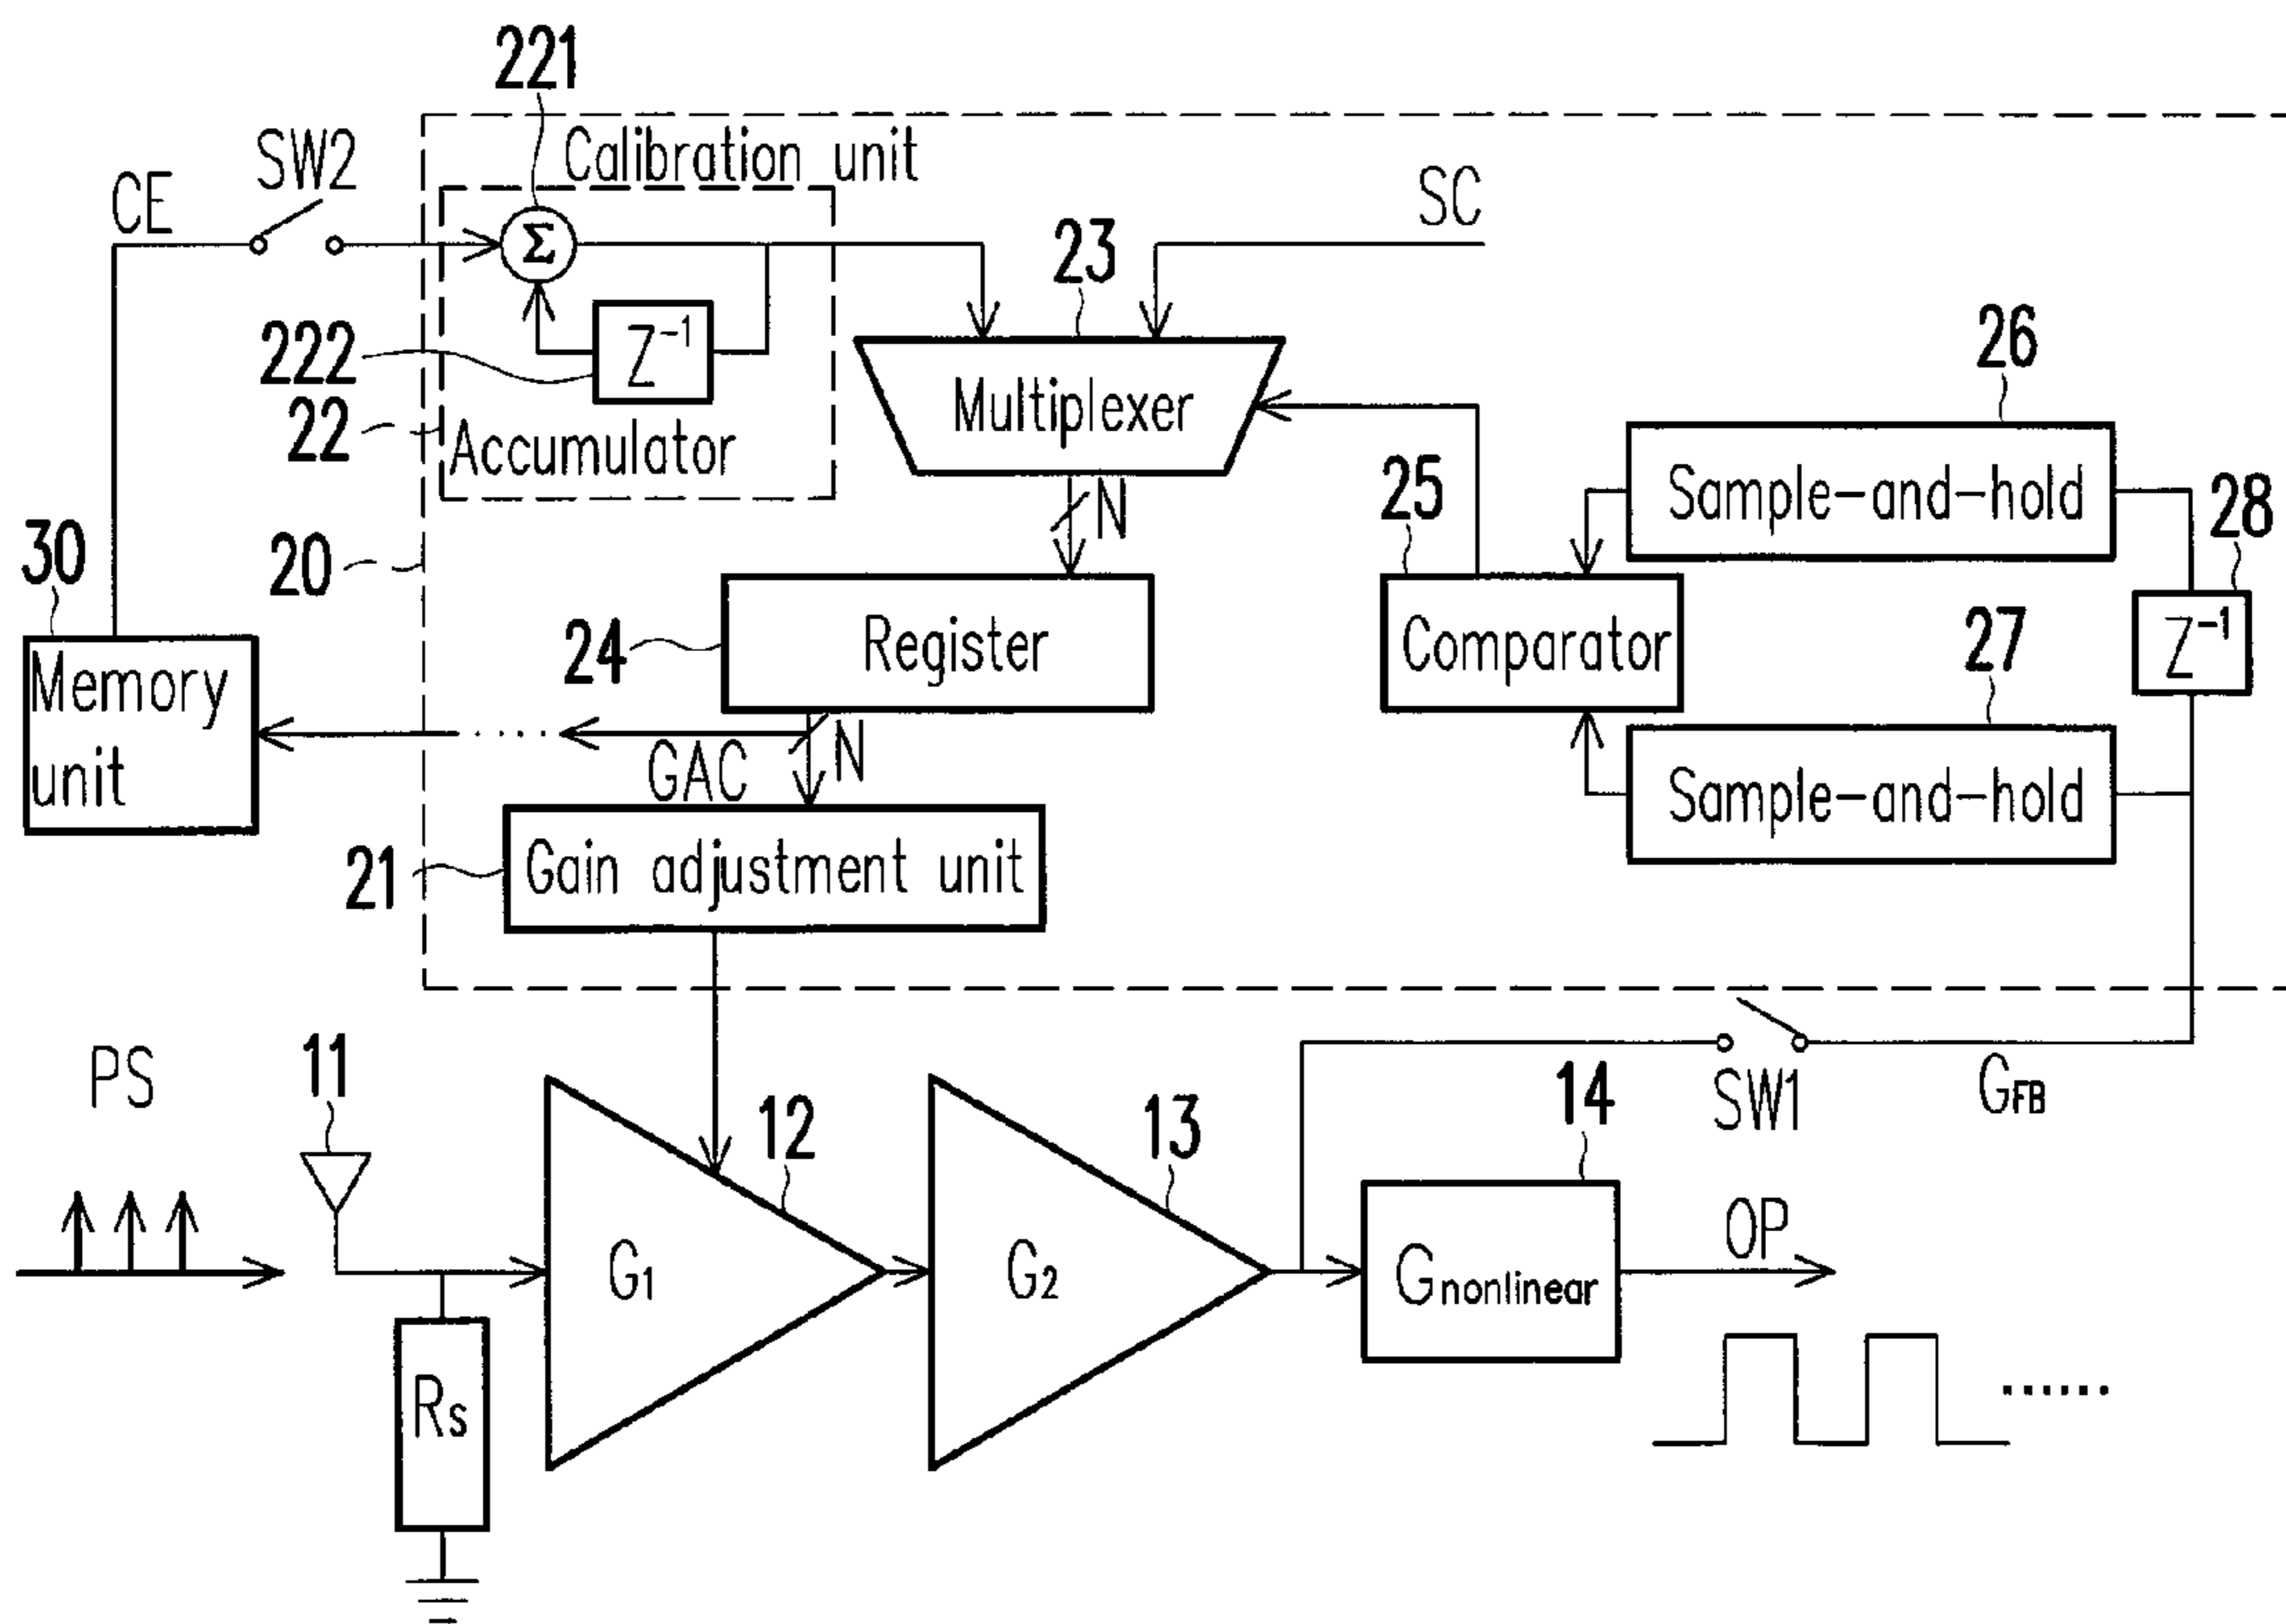 221
Calibration unit
CE
SW2
SC
Σ
23
222
Z⁻¹
26
Multiplexer
22
Accumulator
Sample-and-hold
25
28
N
30
20
Memory
unit
24
Register
Comparator
27
Z⁻¹
GAC
N
Sample-and-hold
21
Gain adjustment unit
PS
11
12
13
14
SW1
GFB
G1
G2
Gnonlinear
OP
Rs